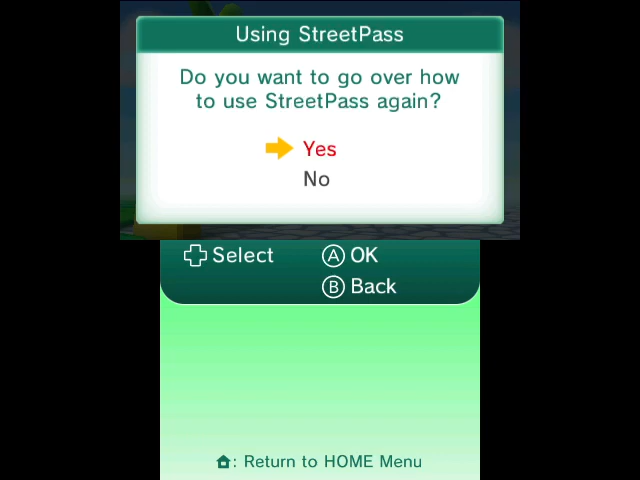 Using StreetPass
Do you want to go over how
to use StreetPass again?
Yes
No
Select
A OK
B Back
: Return to HOME Menu